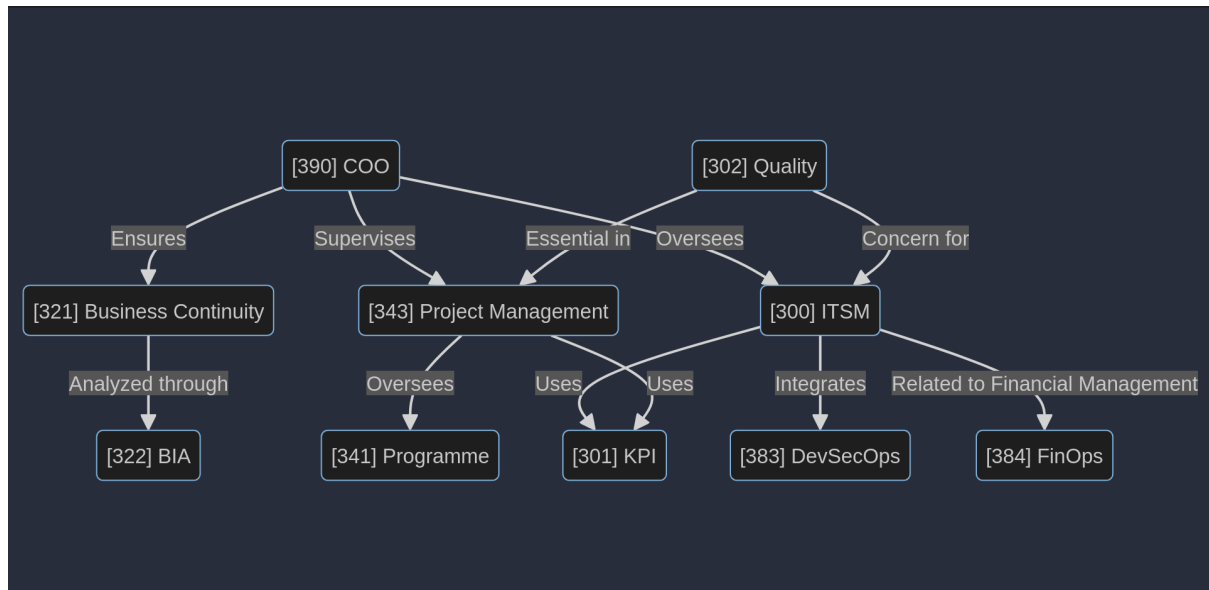 [390] COO
[302] Quality
Ensures
Supervises
Essential in
Oversees
Concern for
[321] Business Continuity
[343] Project Management
[300] ITSM
Analyzed through
Oversees
Uses
Uses
Integrates
Related to Financial Management
[322] BIA
[341] Programme
[301] KPI
[383] DevSecOps
[384] FinOps